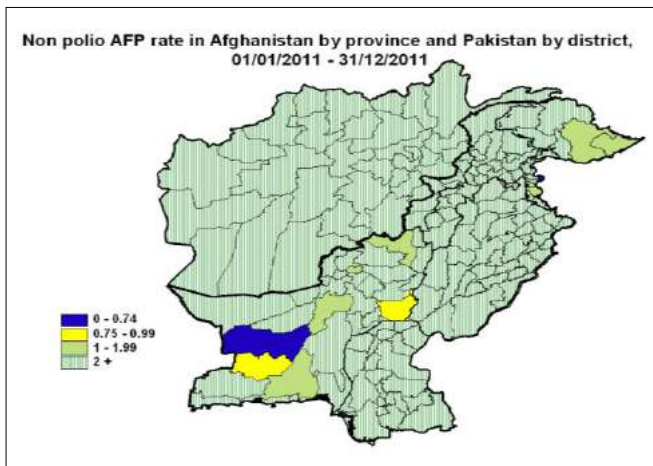 Non polio AFP rate in Afghanistan by province and Pakistan by district,
01/01/2011 - 31/12/2011
0 - 0.74
0.75 - 0.99
1 - 1.99
2 +